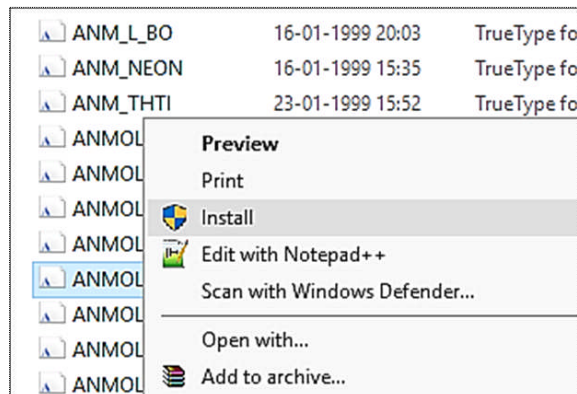 ANM_L_BO 16-01-1999 20:03 TrueType fo
ANM_NEON 16-01-1999 15:35 TrueType fo
ANM_THTI 23-01-1999 15:52 TrueType fo
ANMOL
Preview
ANMOL
Print
ANMOL
Install
ANMOL
Edit with Notepad++
ANMOL
Scan with Windows Defender...
ANMOL
ANMOL
Open with...
ANMOL
Add to archive...